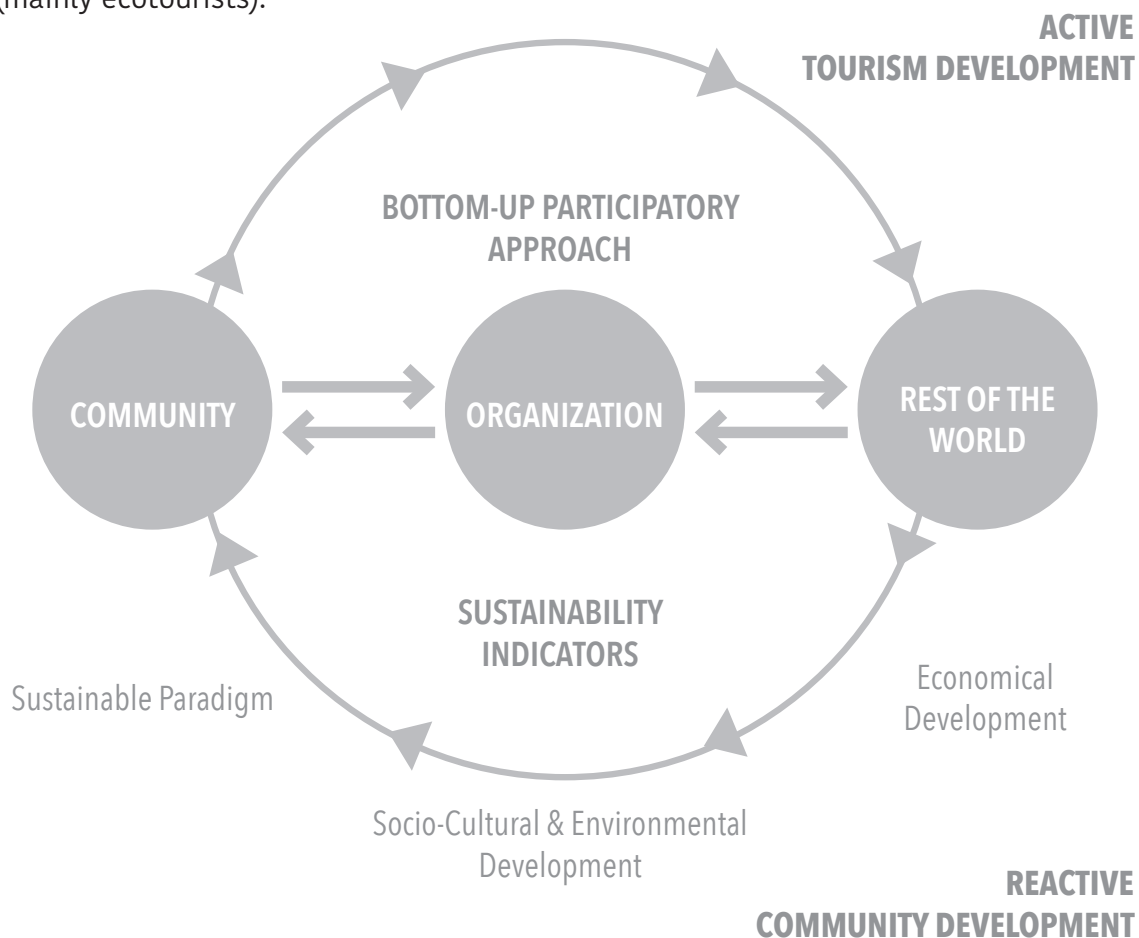 (mainly ecotourists).
ACTIVE
TOURISM DEVELOPMENT
BOTTOM-UP PARTICIPATORY
APPROACH
COMMUNITY
ORGANIZATION
REST OF THE
WORLD
SUSTAINABILITY
INDICATORS
Sustainable Paradigm
Economical
Development
Socio-Cultural & Environmental
Development
REACTIVE
COMMUNITY DEVELOPMENT